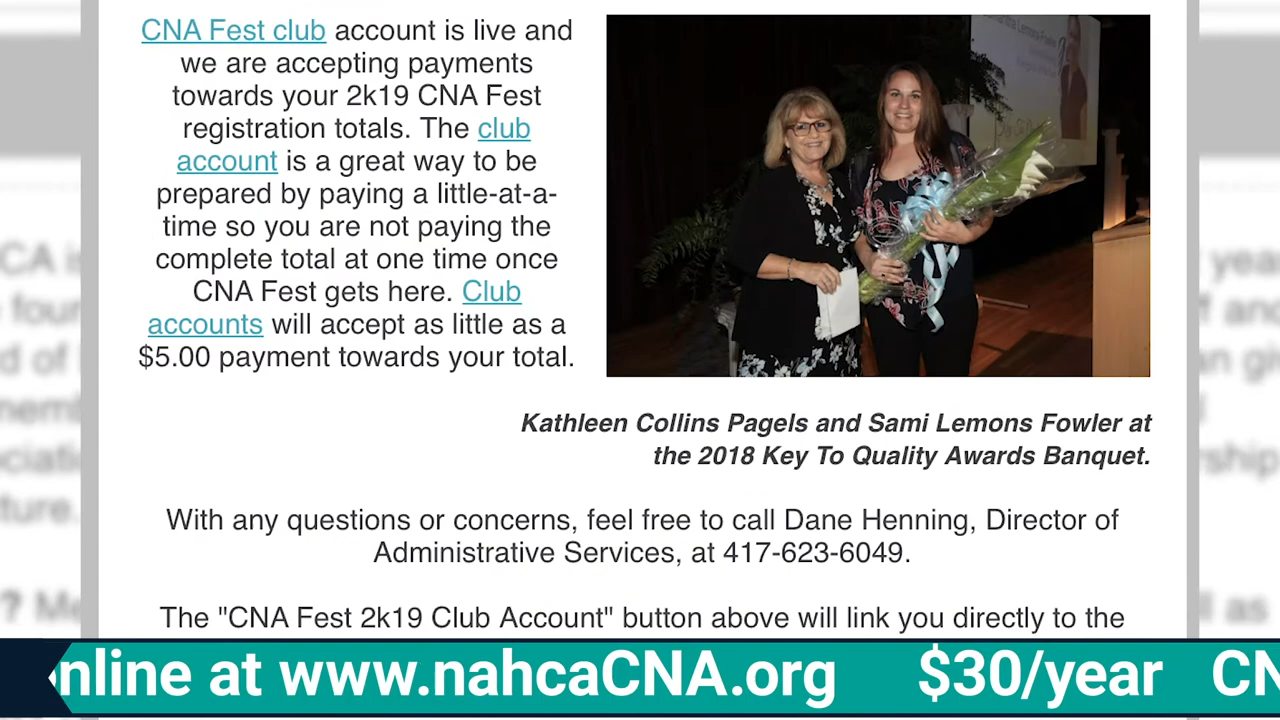 CNA Fest club account is live and
we are accepting payments
towards your 2k19 CNA Fest
registration totals. The club
account is a great way to be
prepared by paying a little-at-a-
time so you are not paying the
complete total at one time once
CNA Fest gets here. Club
accounts will accept as little as a
$5.00 payment towards your total.
Kathleen Collins Pagels and Sami Lemons Fowler at
the 2018 Key To Quality Awards Banquet.
With any questions or concerns, feel free to call Dane Henning, Director of
Administrative Services, at 417-623-6049.
The "CNA Fest 2k19 Club Account" button above will link you directly to the
nline at www.nahcaCNA.org $30/year CN